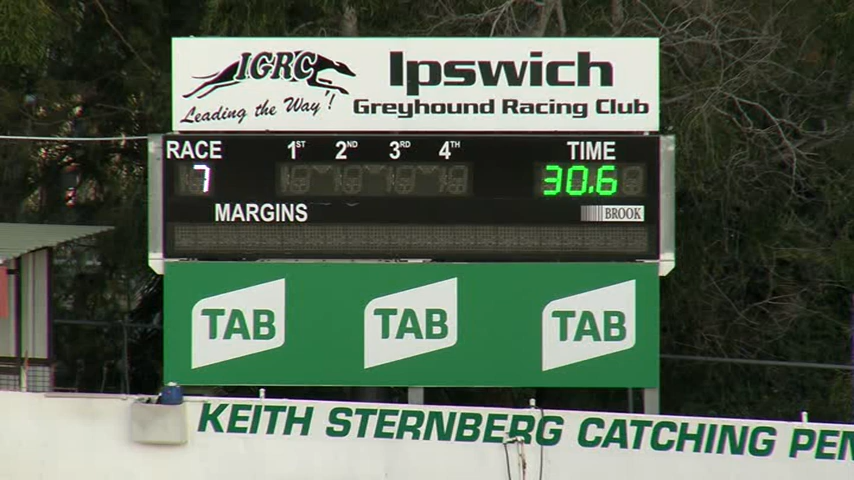 IGRC
Leading the Way'!
Ipswich
Greyhound Racing Club
RACE 1ST 2ND 3RD 4TH TIME
7 30.6
MARGINS BROOK
TAB TAB TAB
KEITH STERNBERG CATCHING PEN